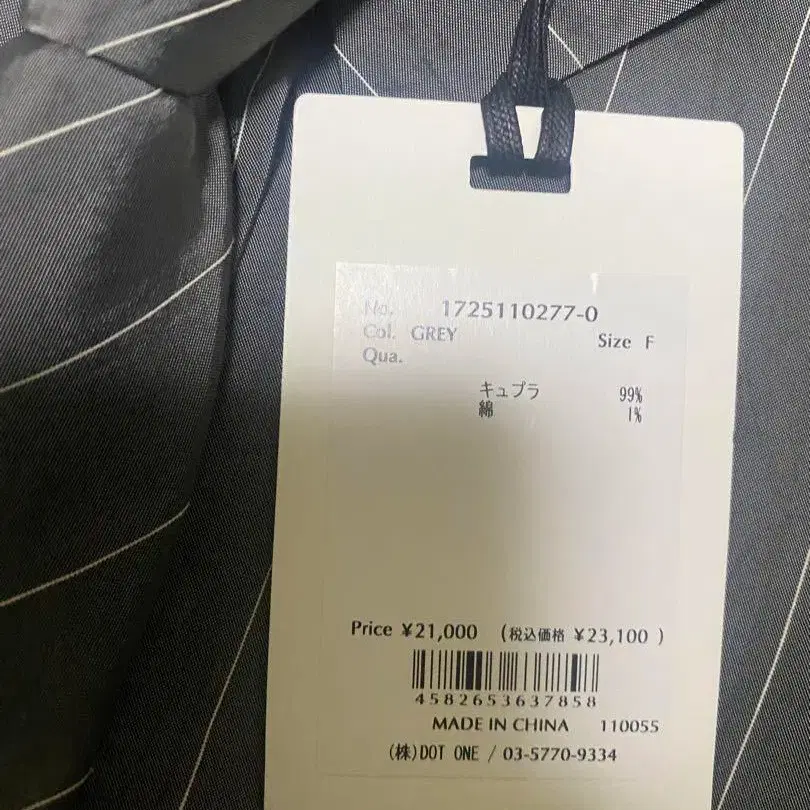 No. 1725110277-0
Col. GREY Size F
Qua.
キュプラ 99%
綿 1%
Price ¥21,000 (税込価格 ¥23,100 )
4582653637858
MADE IN CHINA 110055
(株)DOT ONE / 03-5770-9334